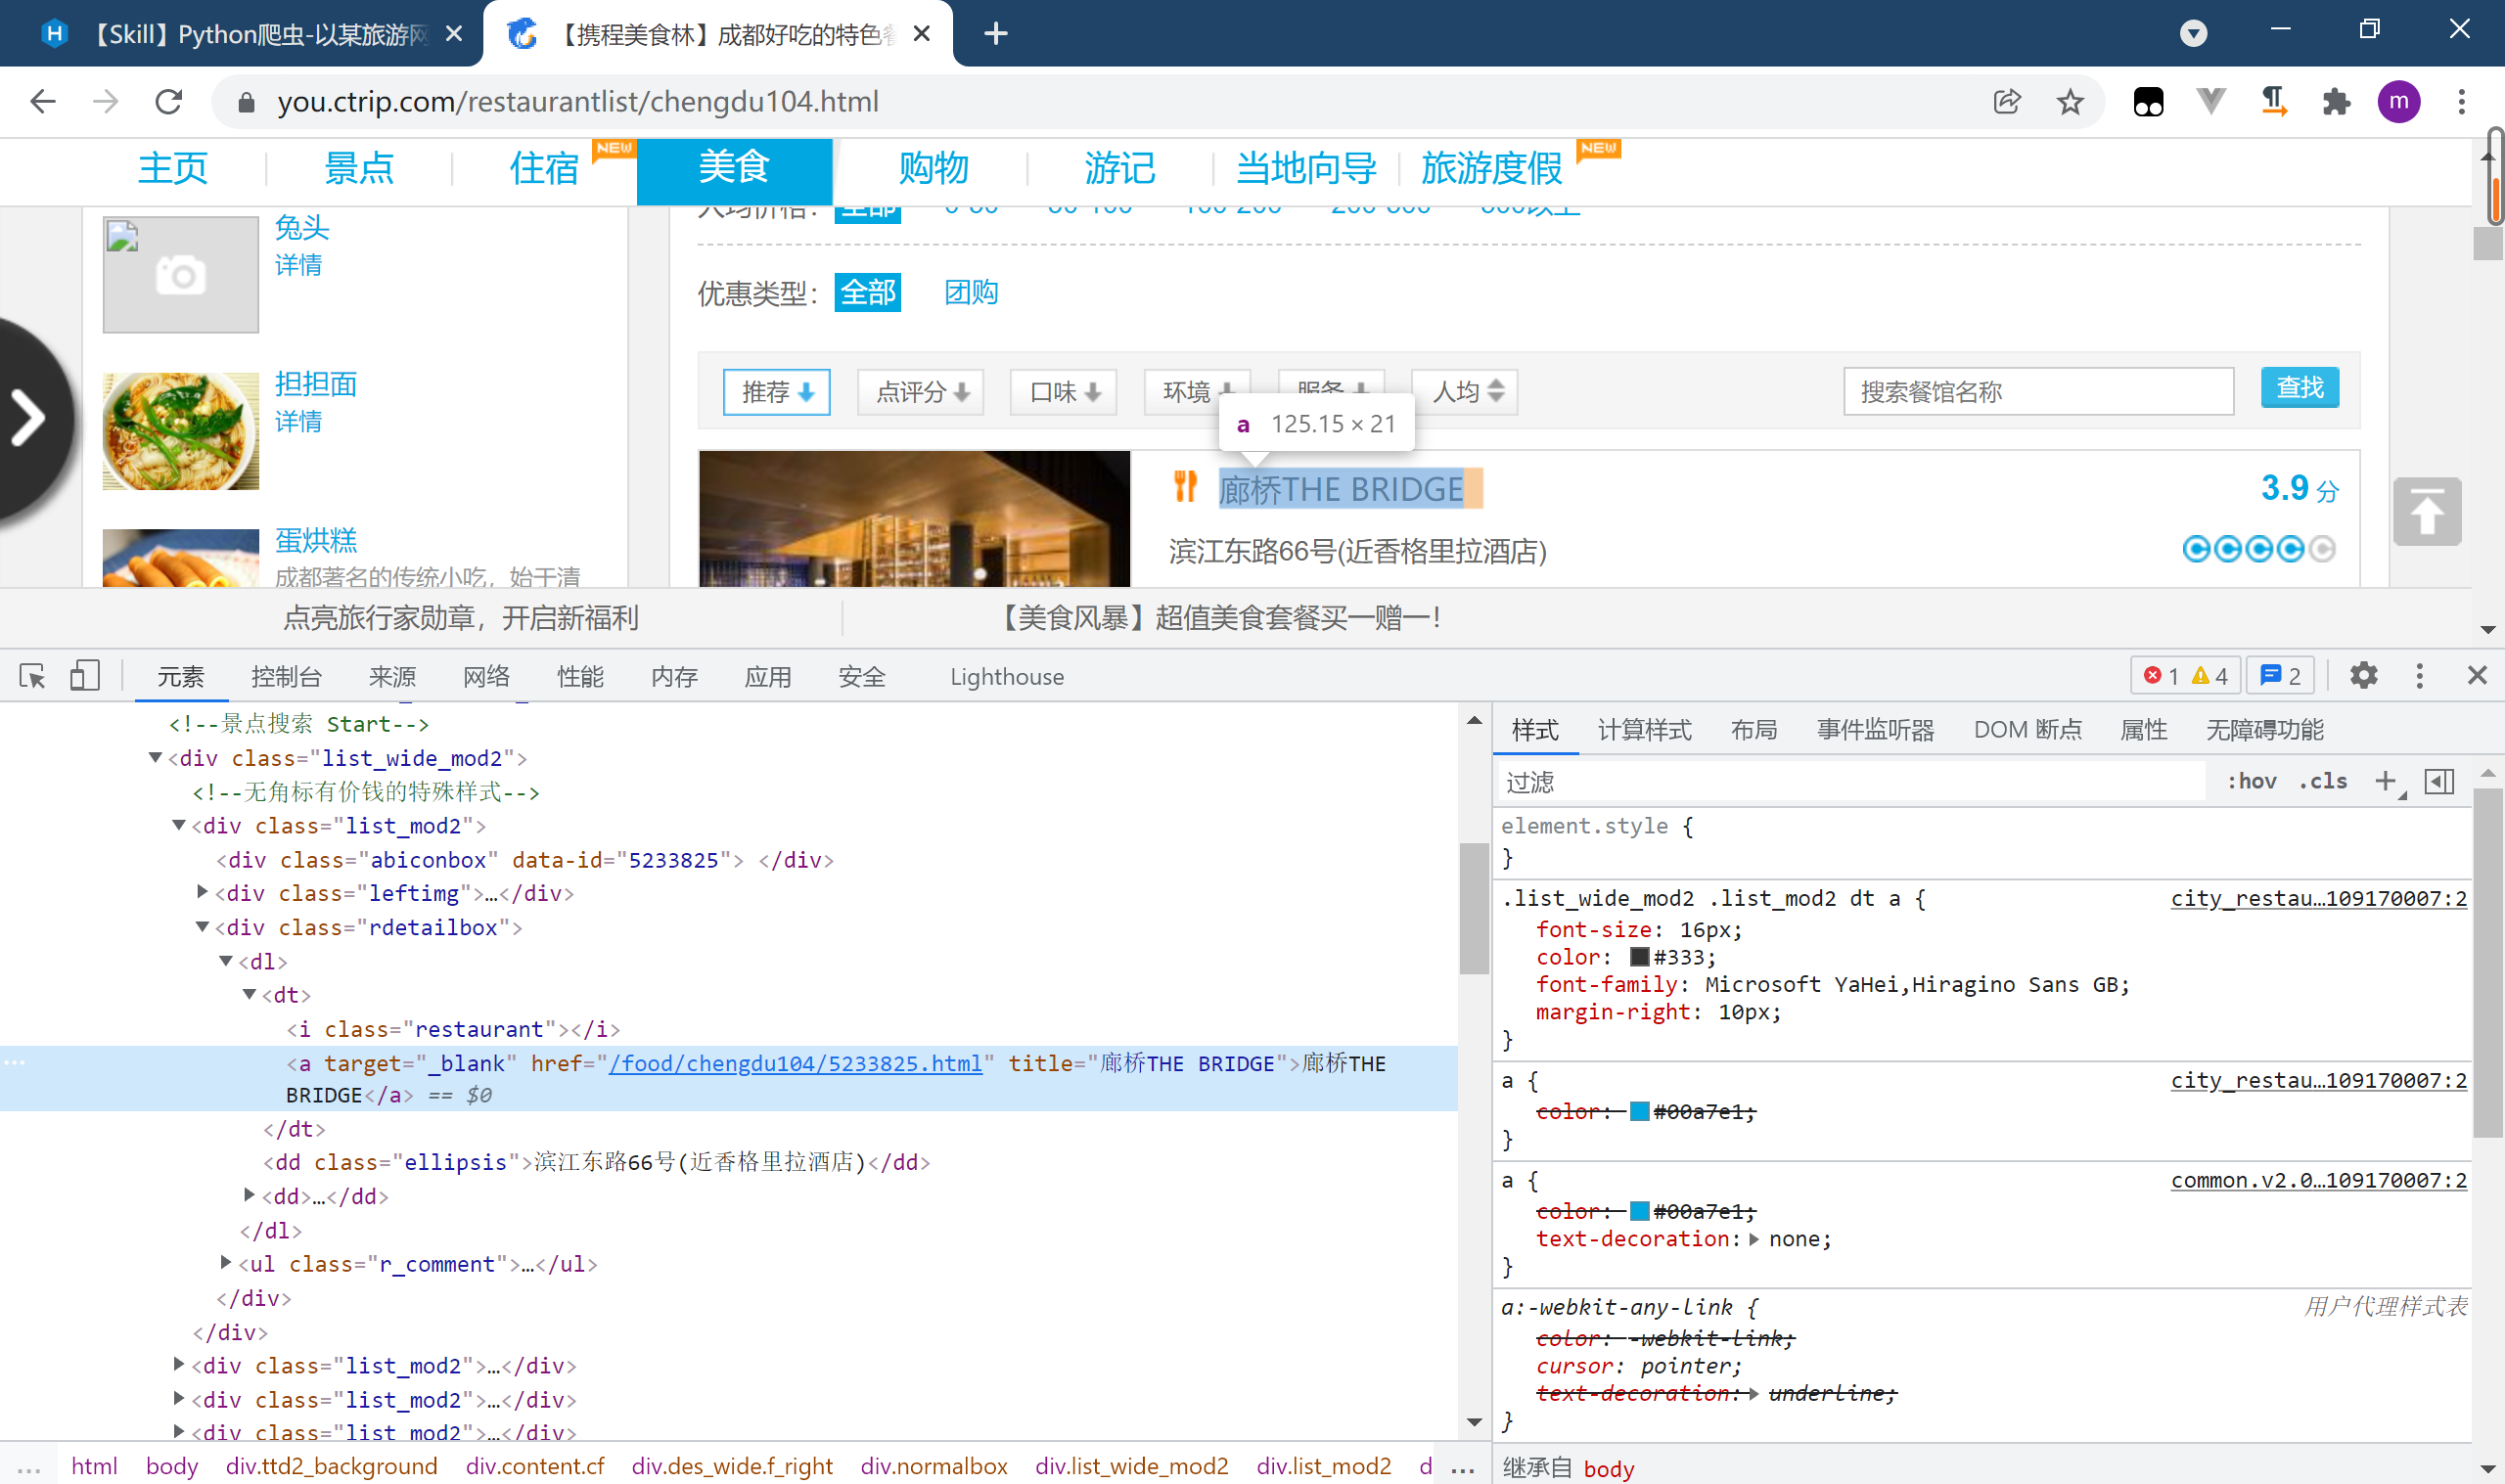 【Skill】Python爬虫-以某旅游网
【携程美食林】成都好吃的特色餐
you.ctrip.com/restaurantlist/chengdu104.html
m
主页 景点 住宿 NEW 美食 购物 游记 当地向导 旅游度假 NEW
人均价格： 全部
兔头
详情
优惠类型： 全部 团购
担担面
详情
推荐 点评分 口味 环境 服务 人均 搜索餐馆名称 查找
a 125.15 × 21
廊桥THE BRIDGE 3.9 分
蛋烘糕
滨江东路66号(近香格里拉酒店)
成都著名的传统小吃，始于清
点亮旅行家勋章，开启新福利 【美食风暴】超值美食套餐买一赠一！
元素 控制台 来源 网络 性能 内存 应用 安全 Lighthouse 1 4 2
<!--景点搜索 Start-->
<div class="list_wide_mod2">
<!--无角标有价钱的特殊样式-->
<div class="list_mod2">
<div class="abiconbox" data-id="5233825"> </div>
<div class="leftimg">…</div>
<div class="rdetailbox">
<dl>
<dt>
<i class="restaurant"></i>
<a target="_blank" href="/food/chengdu104/5233825.html" title="廊桥THE BRIDGE">廊桥THE
BRIDGE</a> == $0
</dt>
<dd class="ellipsis">滨江东路66号(近香格里拉酒店)</dd>
<dd>…</dd>
</dl>
<ul class="r_comment">…</ul>
</div>
</div>
<div class="list_mod2">…</div>
<div class="list_mod2">…</div>
<div class="list_mod2">…</div>
... html body div.ttd2_background div.content.cf div.des_wide.f_right div.normalbox div.list_wide_mod2 div.list_mod2 d ...
样式 计算样式 布局 事件监听器 DOM 断点 属性 无障碍功能
过滤 :hov .cls
element.style {
}
.list_wide_mod2 .list_mod2 dt a { city_restau…109170007:2
font-size: 16px;
color: #333;
font-family: Microsoft YaHei,Hiragino Sans GB;
margin-right: 10px;
}
a { city_restau…109170007:2
color: #00a7e1;
}
a { common.v2.0…109170007:2
color: #00a7e1;
text-decoration: none;
}
a:-webkit-any-link { 用户代理样式表
color: -webkit-link;
cursor: pointer;
text-decoration: underline;
}
继承自 body